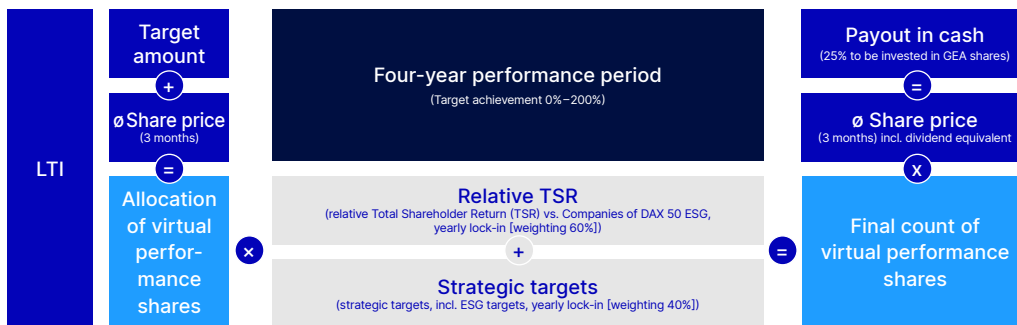 LTI
Target
amount
+
ø Share price
(3 months)
=
Allocation
of virtual
perfor-
mance
shares
×
Four-year performance period
(Target achievement 0%–200%)
Relative TSR
(relative Total Shareholder Return (TSR) vs. Companies of DAX 50 ESG,
yearly lock-in [weighting 60%])
+
Strategic targets
(strategic targets, incl. ESG targets, yearly lock-in [weighting 40%])
=
Payout in cash
(25% to be invested in GEA shares)
=
ø Share price
(3 months) incl. dividend equivalent
x
Final count of
virtual performance
shares